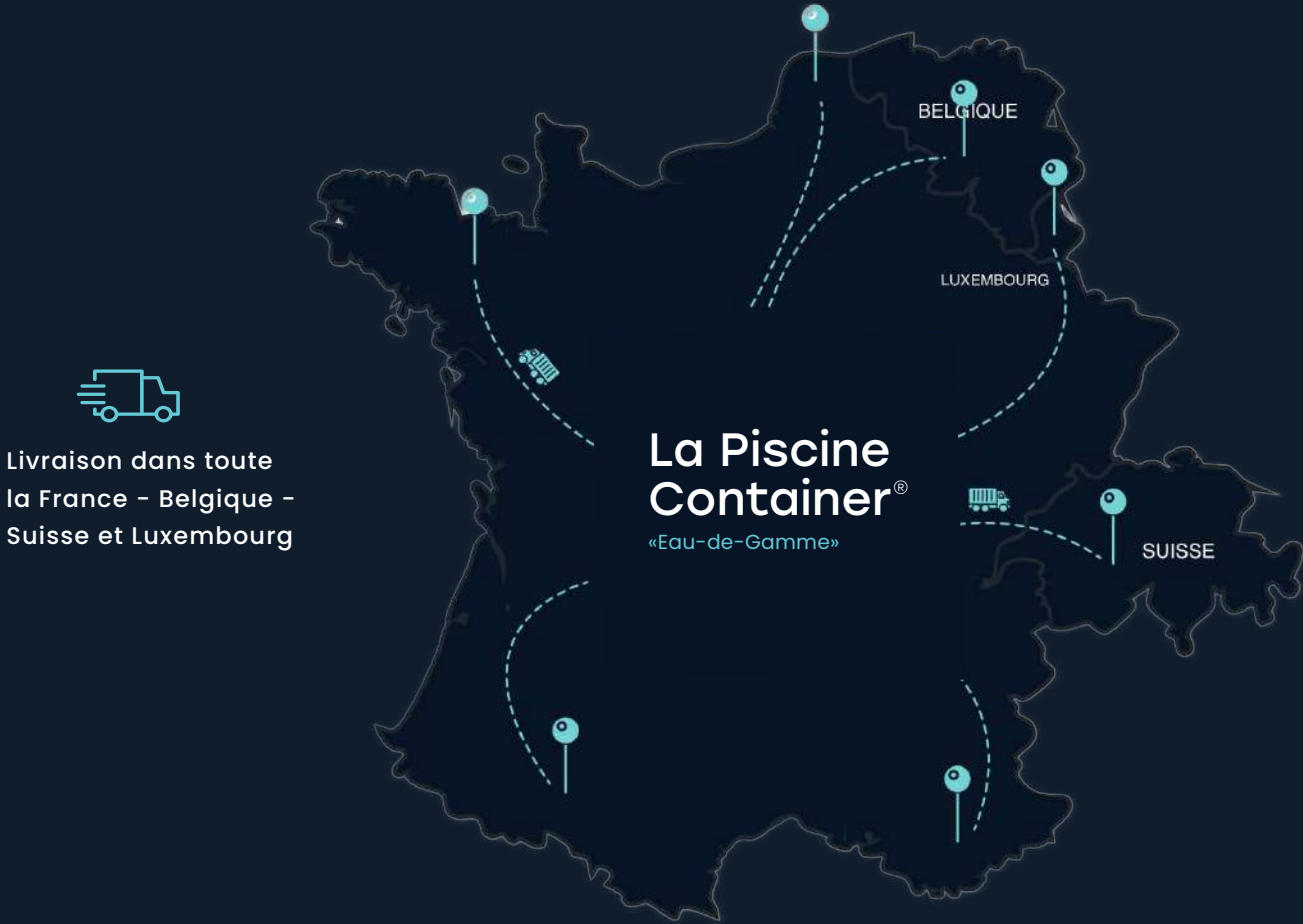 BELGIQUE
LUXEMBOURG
La Piscine
Container®
«Eau-de-Gamme»
Livraison dans toute
la France - Belgique -
Suisse et Luxembourg
SUISSE